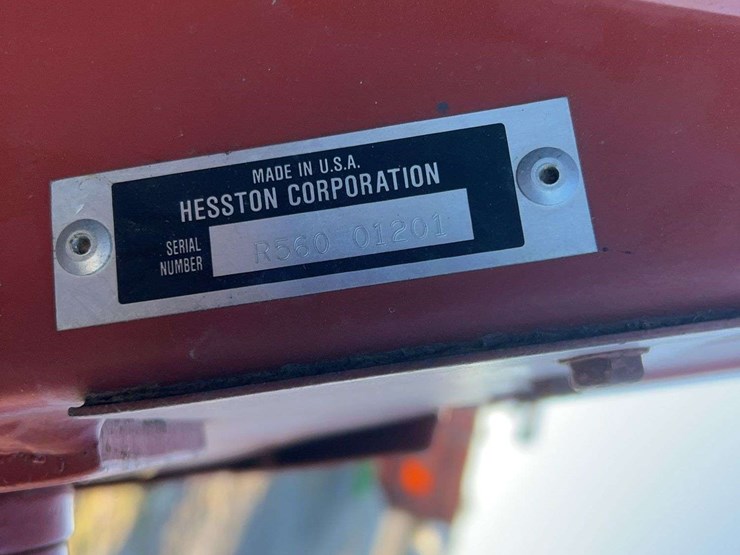 MADE IN U.S.A.
HESSTON CORPORATION
SERIAL
NUMBER
R560 01201